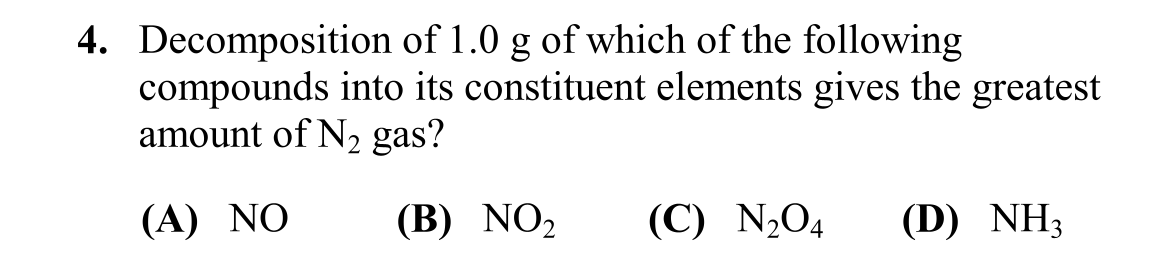 4. Decomposition of 1.0 g of which of the following
compounds into its constituent elements gives the greatest
amount of N₂ gas?
(A) NO (B) NO₂ (C) N₂O₄ (D) NH₃